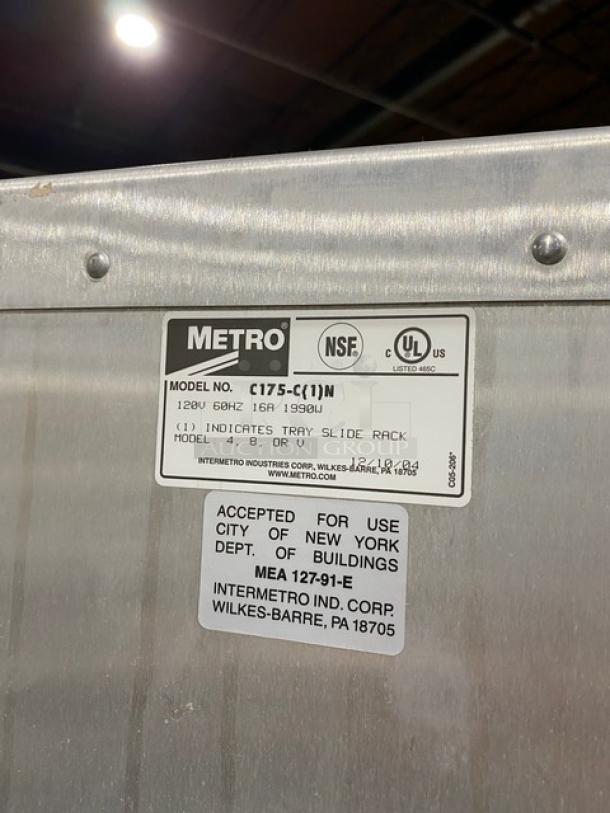 METRO®
NSF®
C UL® US
LISTED 465C
MODEL NO. C175-C(1)N
120V 60HZ 16A/1990W
(1) INDICATES TRAY SLIDE RACK
MODEL 4, 8, OR V
12/10/04
INTERMETRO INDUSTRIES CORP., WILKES-BARRE, PA 18705
WWW.METRO.COM
C05-206*
AUCTION GROUP
ACCEPTED FOR USE
CITY OF NEW YORK
DEPT. OF BUILDINGS
MEA 127-91-E
INTERMETRO IND. CORP.
WILKES-BARRE, PA 18705